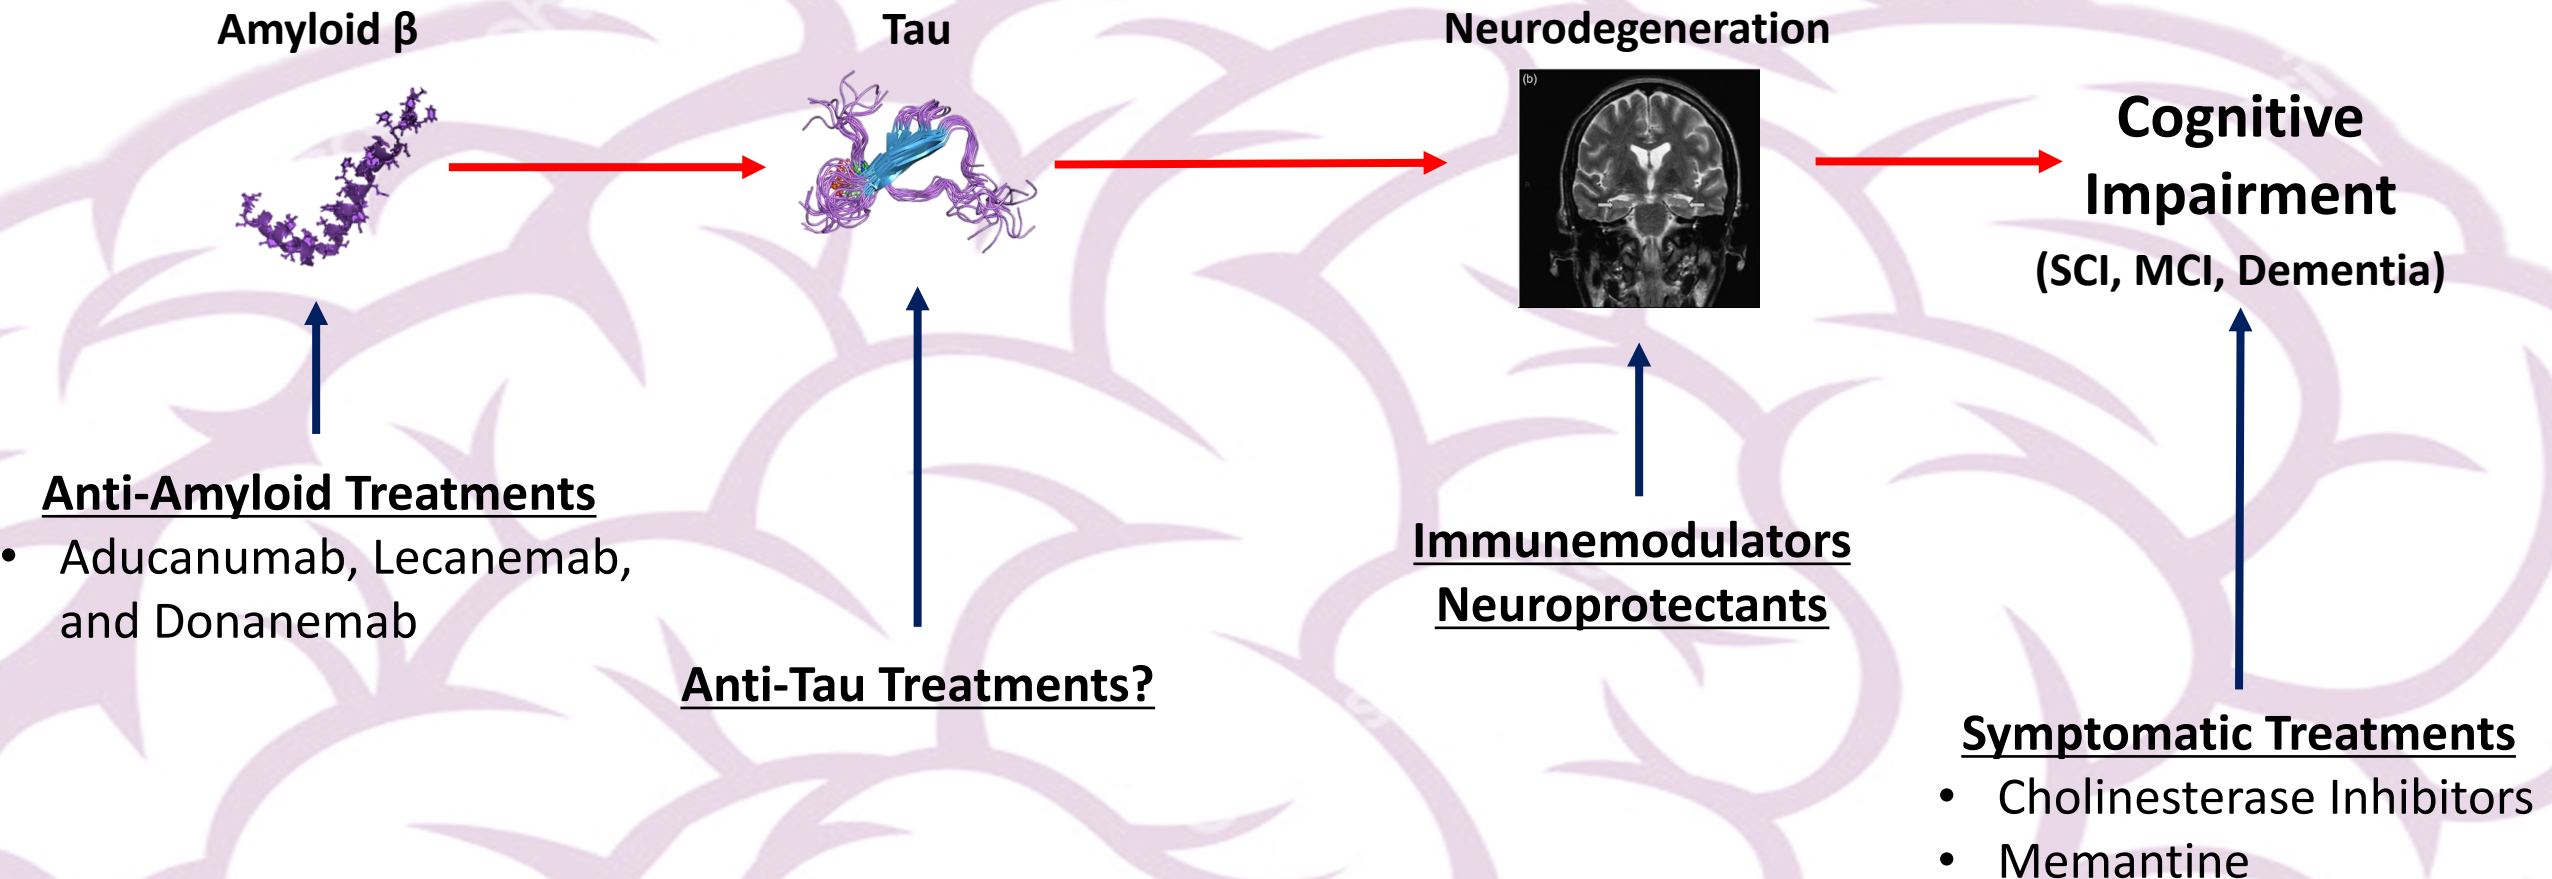 Amyloid β
Tau
Neurodegeneration
(b)
Cognitive
Impairment
(SCI, MCI, Dementia)
Anti-Amyloid Treatments
• Aducanumab, Lecanemab,
and Donanemab
Anti-Tau Treatments?
Immunemodulators
Neuroprotectants
Symptomatic Treatments
• Cholinesterase Inhibitors
• Memantine